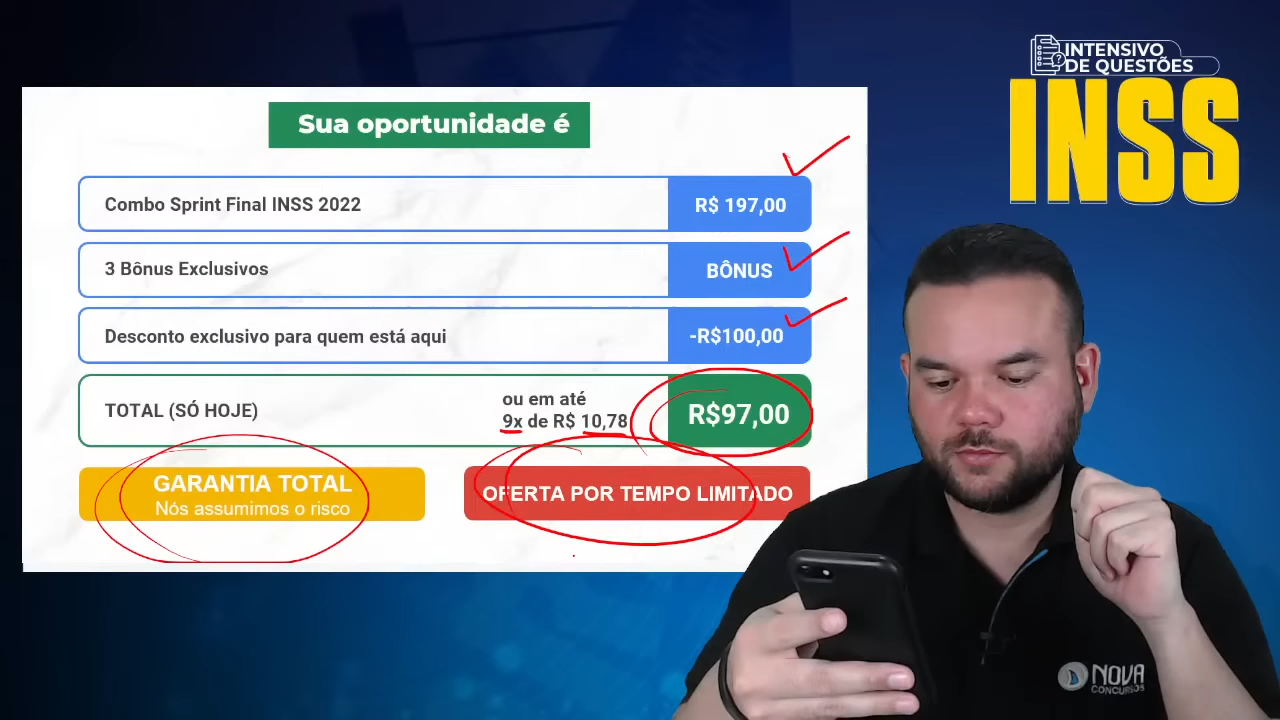 INTENSIVO
DE QUESTÕES
INSS
Sua oportunidade é
Combo Sprint Final INSS 2022
R$ 197,00
3 Bônus Exclusivos
BÔNUS
Desconto exclusivo para quem está aqui
-R$100,00
TOTAL (SÓ HOJE)
ou em até
9x de R$ 10,78
R$97,00
GARANTIA TOTAL
Nós assumimos o risco
OFERTA POR TEMPO LIMITADO
NOVA
CONCURSOS